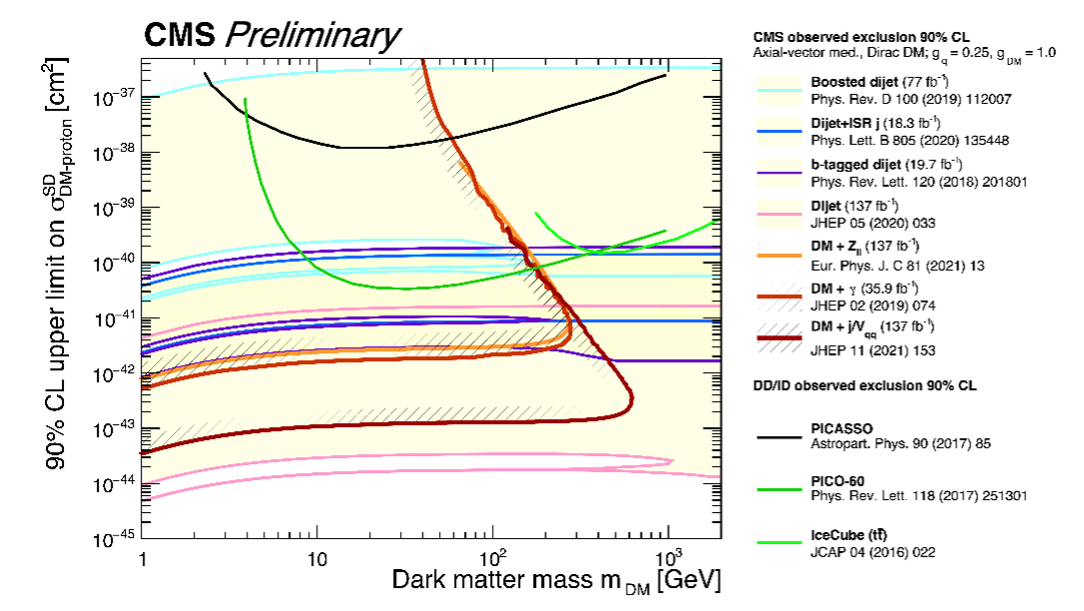 CMS Preliminary
90% CL upper limit on σ^SD_DM-proton [cm²]
10⁻³⁷
10⁻³⁸
10⁻³⁹
10⁻⁴⁰
10⁻⁴¹
10⁻⁴²
10⁻⁴³
10⁻⁴⁴
10⁻⁴⁵
1 10 10² 10³
Dark matter mass m_DM [GeV]
CMS observed exclusion 90% CL
Axial-vector med., Dirac DM; g_q = 0.25, g_DM = 1.0
Boosted dijet (77 fb⁻¹)
Phys. Rev. D 100 (2019) 112007
Dijet+ISR j (18.3 fb⁻¹)
Phys. Lett. B 805 (2020) 135448
b-tagged dijet (19.7 fb⁻¹)
Phys. Rev. Lett. 120 (2018) 201801
Dijet (137 fb⁻¹)
JHEP 05 (2020) 033
DM + Z_ll (137 fb⁻¹)
Eur. Phys. J. C 81 (2021) 13
DM + γ (35.9 fb⁻¹)
JHEP 02 (2019) 074
DM + j/V_qq (137 fb⁻¹)
JHEP 11 (2021) 153
DD/ID observed exclusion 90% CL
PICASSO
Astropart. Phys. 90 (2017) 85
PICO-60
Phys. Rev. Lett. 118 (2017) 251301
IceCube (tt̄)
JCAP 04 (2016) 022